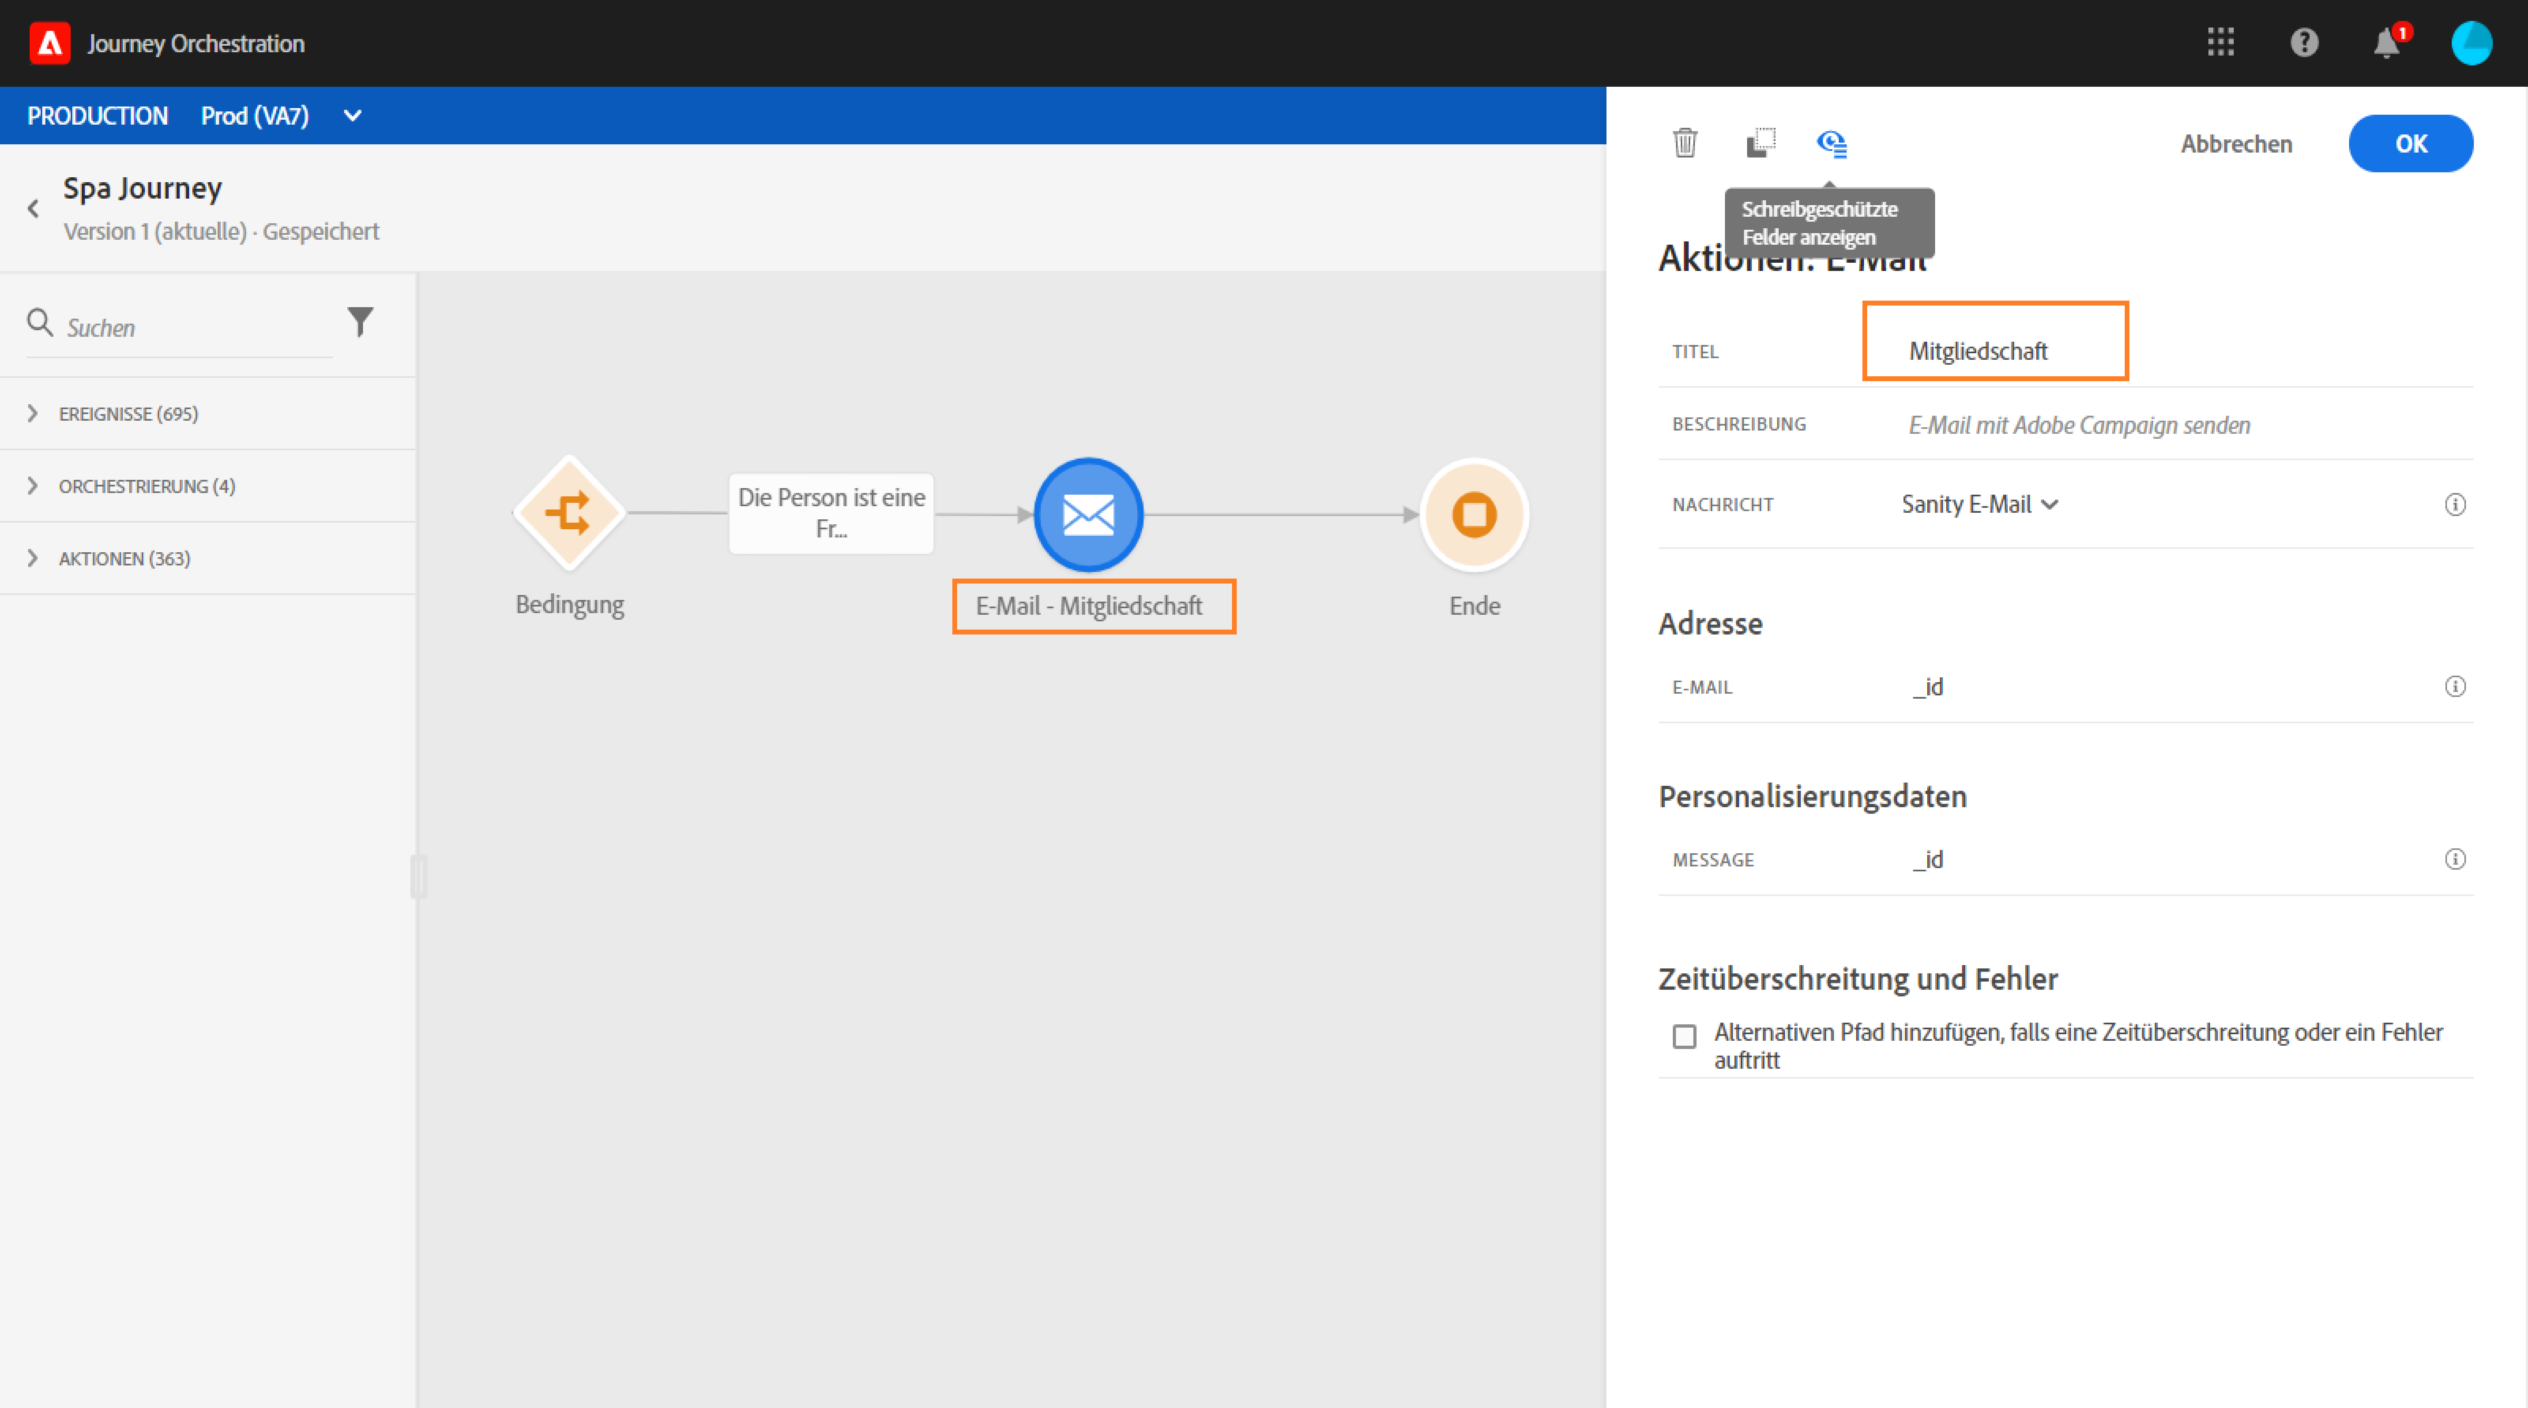 Journey Orchestration
1
PRODUCTION Prod (VA7)
Abbrechen OK
Spa Journey
Version 1 (aktuelle) · Gespeichert
Schreibgeschützte
Felder anzeigen
Aktionen: E-Mail
Suchen
EREIGNISSE (695)
ORCHESTRIERUNG (4)
AKTIONEN (363)
Bedingung
Die Person ist eine
Fr...
E-Mail - Mitgliedschaft
Ende
TITEL Mitgliedschaft
BESCHREIBUNG E-Mail mit Adobe Campaign senden
NACHRICHT Sanity E-Mail
Adresse
E-MAIL _id
Personalisierungsdaten
MESSAGE _id
Zeitüberschreitung und Fehler
Alternativen Pfad hinzufügen, falls eine Zeitüberschreitung oder ein Fehler
auftritt